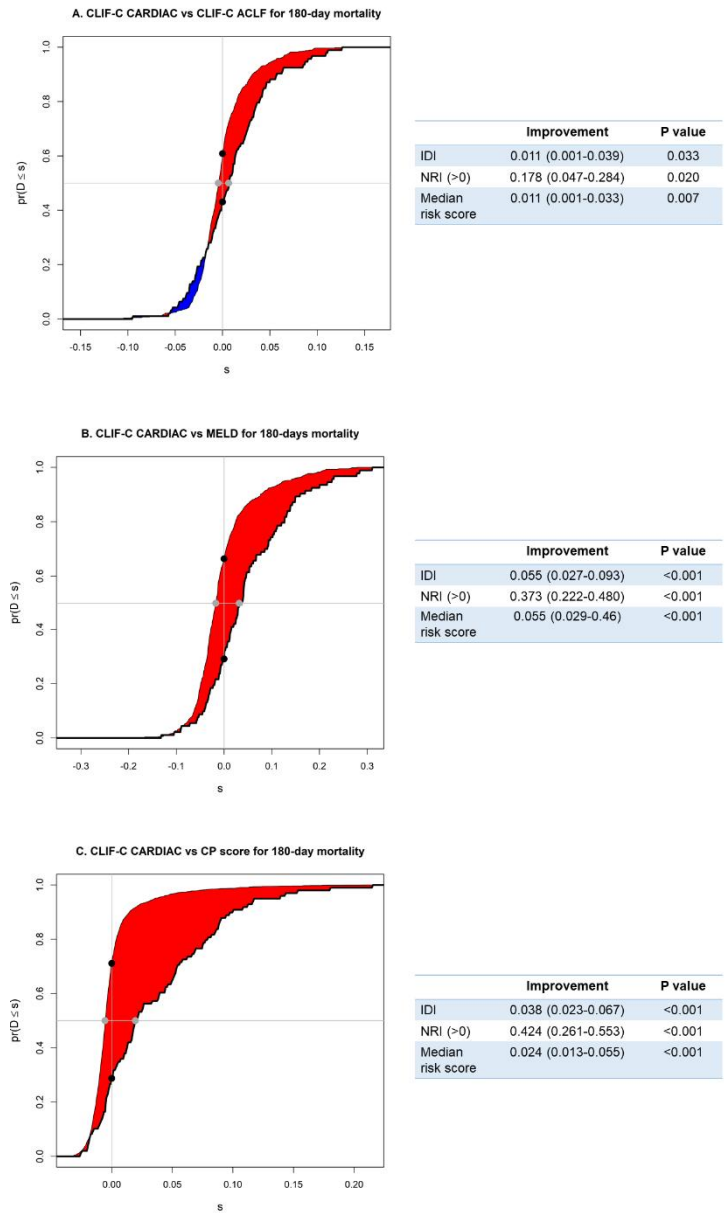 A. CLIF-C CARDIAC vs CLIF-C ACLF for 180-day mortality
1.0
0.8
0.6
0.4
0.2
0.0
pr(D ≤ s)
-0.15 -0.10 -0.05 0.00 0.05 0.10 0.15
s
Improvement P value
IDI 0.011 (0.001-0.039) 0.033
NRI (>0) 0.178 (0.047-0.284) 0.020
Median 0.011 (0.001-0.033) 0.007
risk score
B. CLIF-C CARDIAC vs MELD for 180-days mortality
1.0
0.8
0.6
0.4
0.2
0.0
pr(D ≤ s)
-0.3 -0.2 -0.1 0.0 0.1 0.2 0.3
s
Improvement P value
IDI 0.055 (0.027-0.093) <0.001
NRI (>0) 0.373 (0.222-0.480) <0.001
Median 0.055 (0.029-0.46) <0.001
risk score
C. CLIF-C CARDIAC vs CP score for 180-day mortality
1.0
0.8
0.6
0.4
0.2
0.0
pr(D ≤ s)
0.00 0.05 0.10 0.15 0.20
s
Improvement P value
IDI 0.038 (0.023-0.067) <0.001
NRI (>0) 0.424 (0.261-0.553) <0.001
Median 0.024 (0.013-0.055) <0.001
risk score